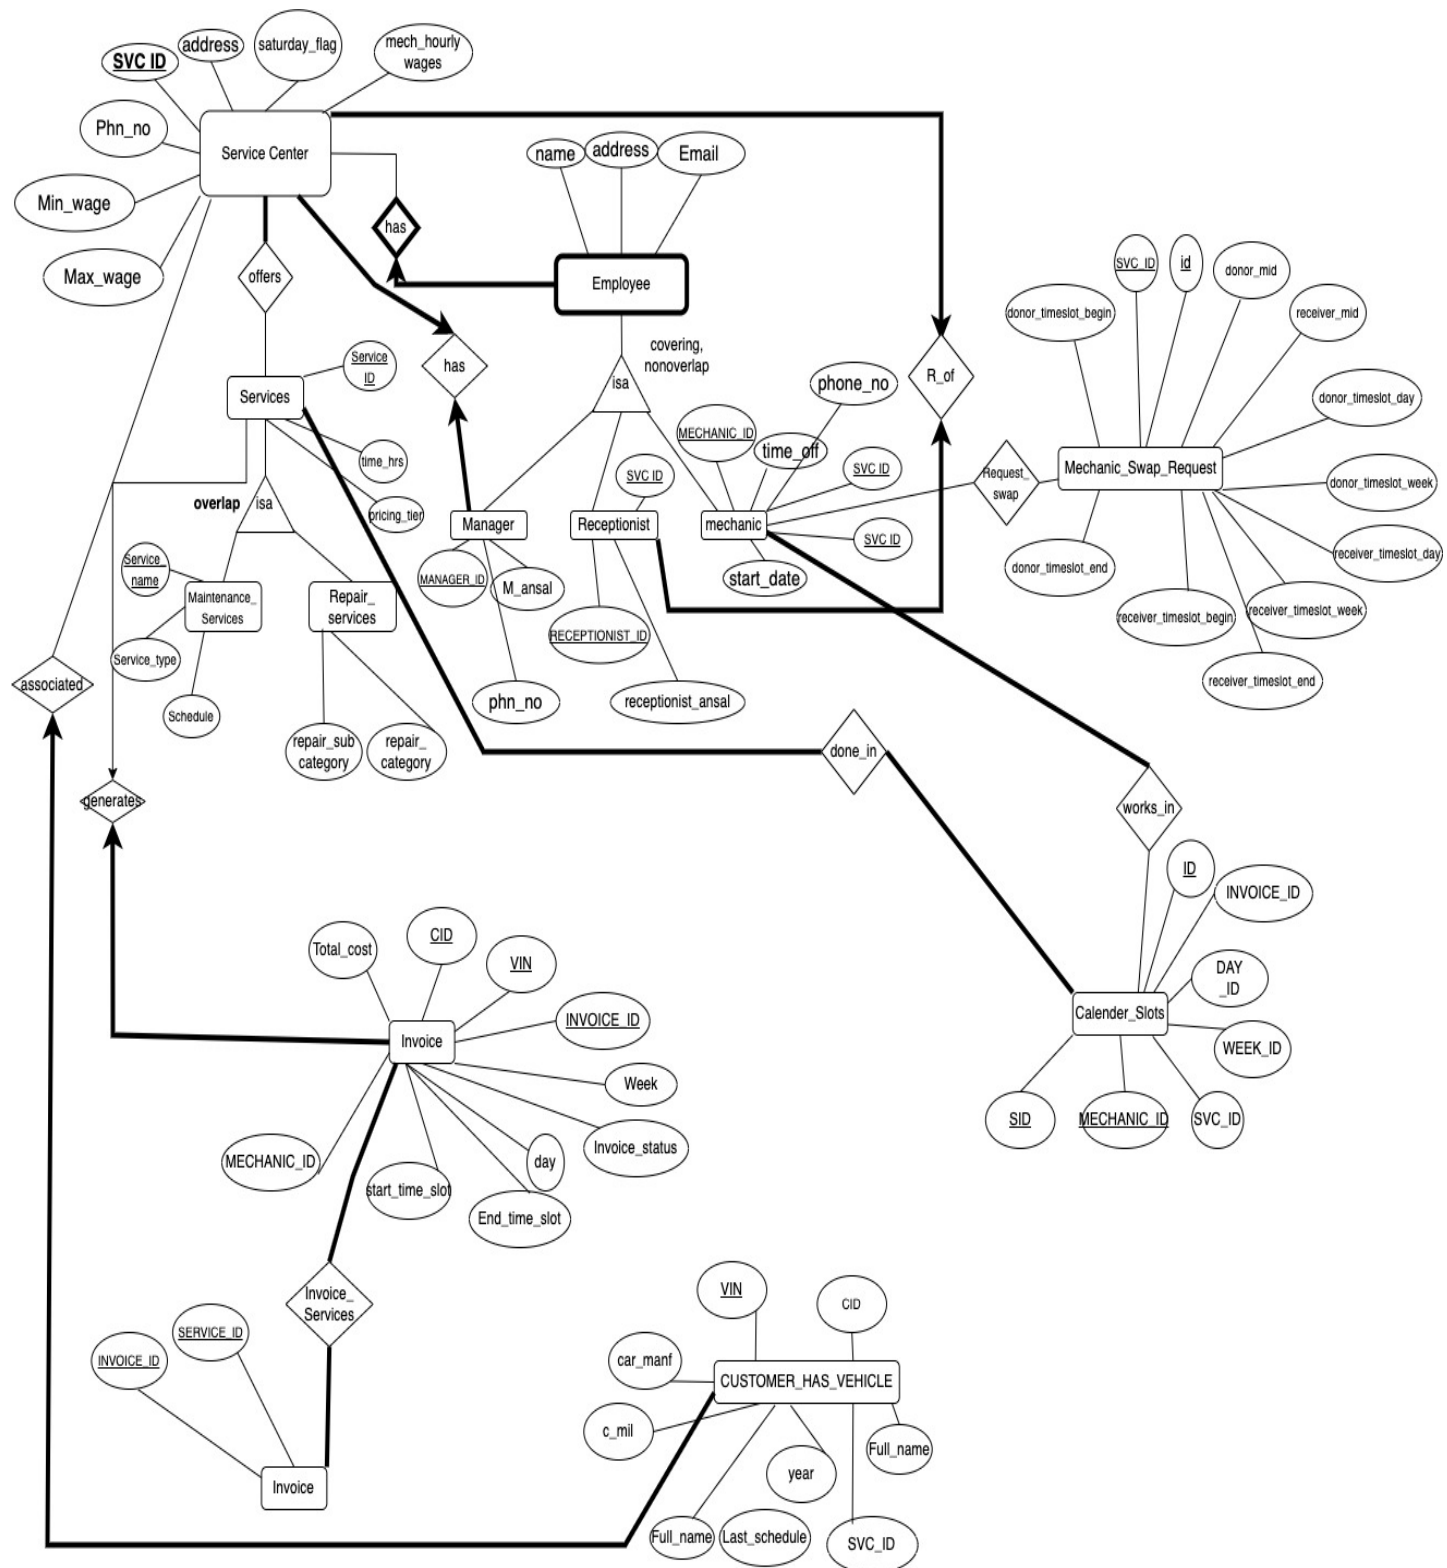 SVC ID
address
saturday_flag
mech_hourly
wages
Phn_no
Service Center
Min_wage
Max_wage
has
name
address
Email
Employee
offers
has
covering,
nonoverlap
isa
R_of
SVC_ID
id
donor_mid
donor_timeslot_begin
receiver_mid
donor_timeslot_day
Mechanic_Swap_Request
donor_timeslot_week
receiver_timeslot_day
donor_timeslot_end
receiver_timeslot_begin
receiver_timeslot_week
receiver_timeslot_end
Request_
swap
Services
Service
ID
time_hrs
pricing_tier
overlap
isa
Service_
name
Maintenance_
Services
Repair_
services
Service_type
Schedule
repair_sub
category
repair_
category
Manager
MANAGER_ID
M_ansal
phn_no
SVC ID
Receptionist
RECEPTIONIST_ID
receptionist_ansal
phone_no
MECHANIC_ID
time_off
SVC ID
mechanic
SVC ID
start_date
associated
generates
done_in
works_in
ID
INVOICE_ID
DAY
_ID
Calender_Slots
WEEK_ID
SID
MECHANIC_ID
SVC_ID
Total_cost
CID
VIN
INVOICE_ID
Invoice
Week
Invoice_status
MECHANIC_ID
day
start_time_slot
End_time_slot
Invoice_
Services
SERVICE_ID
INVOICE_ID
Invoice
VIN
CID
car_manf
CUSTOMER_HAS_VEHICLE
c_mil
Full_name
year
Full_name
Last_schedule
SVC_ID